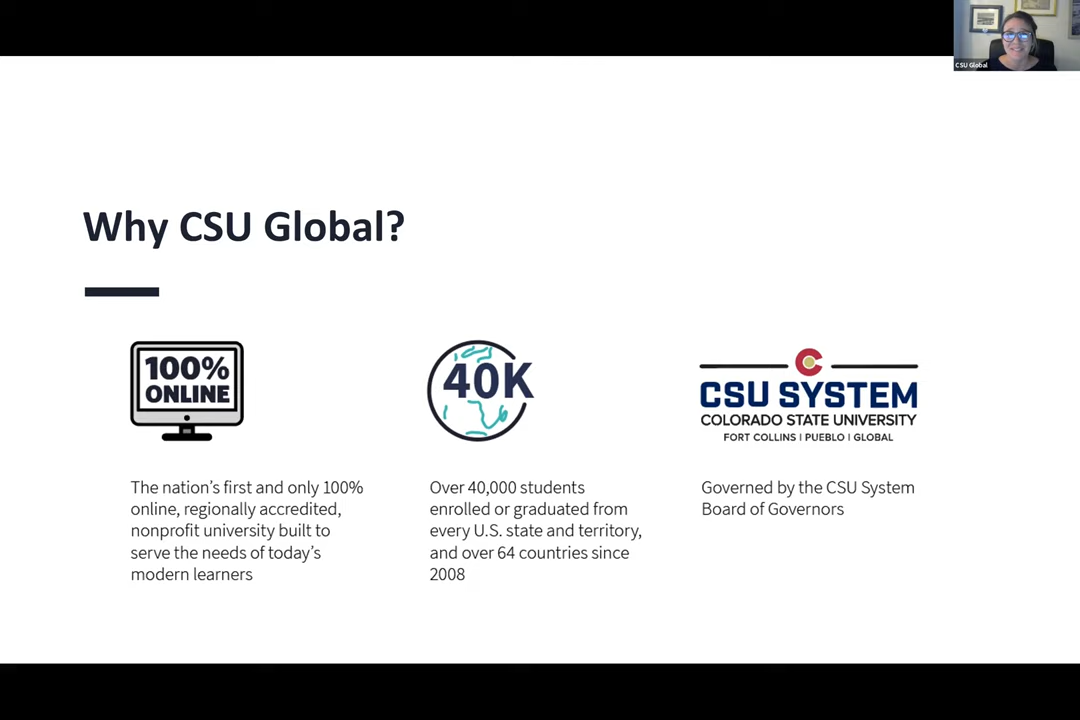 CSU Global
Why CSU Global?
100%
ONLINE
The nation’s first and only 100%
online, regionally accredited,
nonprofit university built to
serve the needs of today’s
modern learners
40K
Over 40,000 students
enrolled or graduated from
every U.S. state and territory,
and over 64 countries since
2008
CSU SYSTEM
COLORADO STATE UNIVERSITY
FORT COLLINS | PUEBLO | GLOBAL
Governed by the CSU System
Board of Governors